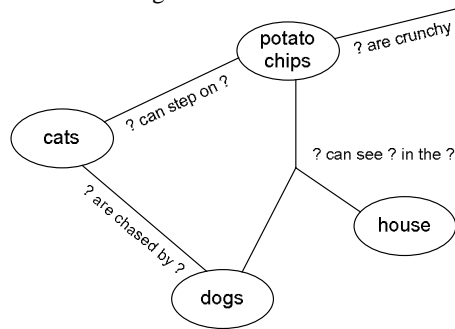 potato
chips
? are crunchy
? can step on ?
cats
? can see ? in the ?
? are chased by ?
house
dogs